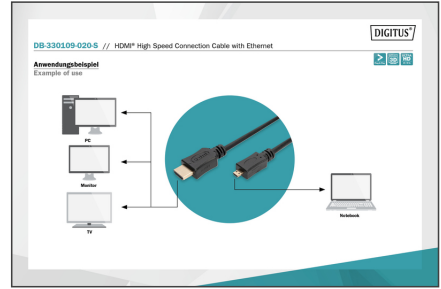 DIGITUS®
DB-330109-020-S // HDMI® High Speed Connection Cable with Ethernet
Anwendungsbeispiel
Example of use
3D
HD
PC
Monitor
TV
Notebook